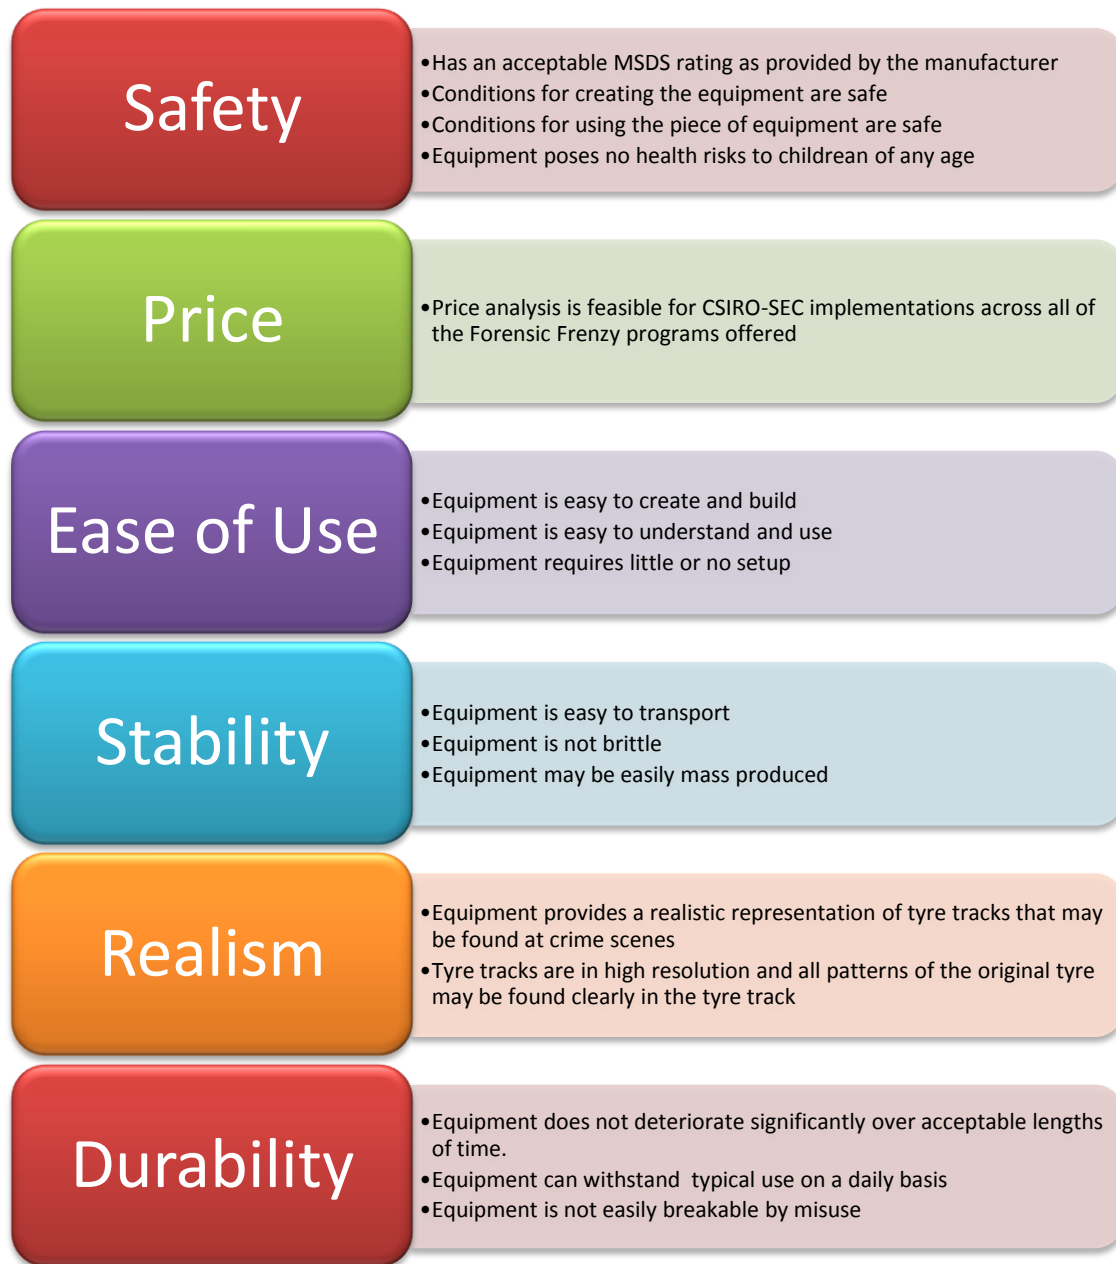 Safety
•Has an acceptable MSDS rating as provided by the manufacturer
•Conditions for creating the equipment are safe
•Conditions for using the piece of equipment are safe
•Equipment poses no health risks to childrean of any age
Price
•Price analysis is feasible for CSIRO-SEC implementations across all of
the Forensic Frenzy programs offered
Ease of Use
•Equipment is easy to create and build
•Equipment is easy to understand and use
•Equipment requires little or no setup
Stability
•Equipment is easy to transport
•Equipment is not brittle
•Equipment may be easily mass produced
Realism
•Equipment provides a realistic representation of tyre tracks that may
be found at crime scenes
•Tyre tracks are in high resolution and all patterns of the original tyre
may be found clearly in the tyre track
Durability
•Equipment does not deteriorate significantly over acceptable lengths
of time.
•Equipment can withstand  typical use on a daily basis
•Equipment is not easily breakable by misuse